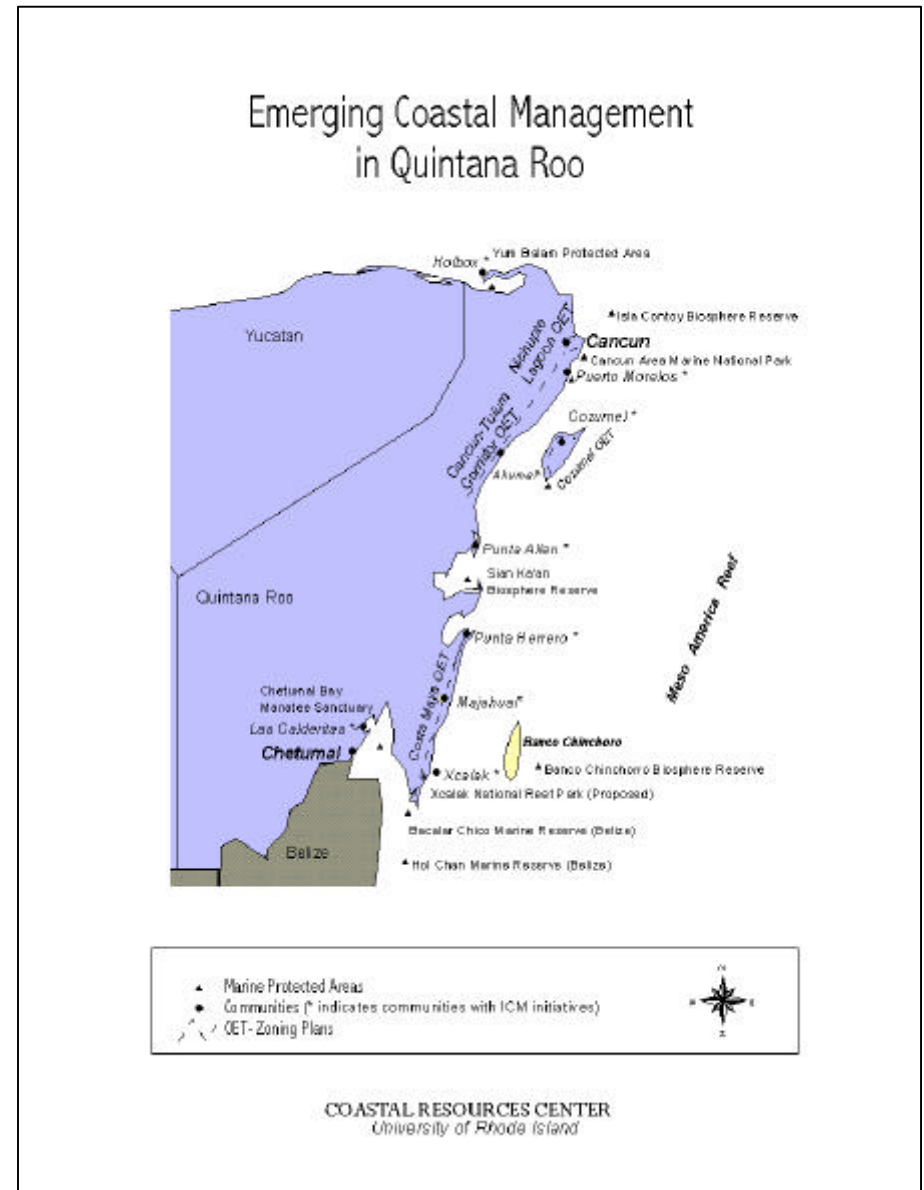 Emerging Coastal Management
in Quintana Roo
Holbox *
Yum Balam Protected Area
Yucatan
Isla Contoy Biosphere Reserve
Nichupte
Lagoon OET
Cancun
Cancun Area Marine National Park
Puerto Morelos *
Cancun-Tulum
Corridor OET
Cozumel *
Cozumel OET
Akumal*
Punta Allen *
Sian Ka'an
Biosphere Reserve
Quintana Roo
Punta Herrero *
Meso America Reef
Costa Maya OET
Chetumal Bay
Manatee Sanctuary
Las Calderitas *
Chetumal
Majahual*
Banco Chinchoro
Banco Chinchorro Biosphere Reserve
Xcalak *
Xcalak National Reef Park (Proposed)
Bacalar Chico Marine Reserve (Belize)
Belize
Hol Chan Marine Reserve (Belize)
Marine Protected Areas
Communities (* indicates communities with ICM initiatives)
OET- Zoning Plans
COASTAL RESOURCES CENTER
University of Rhode Island